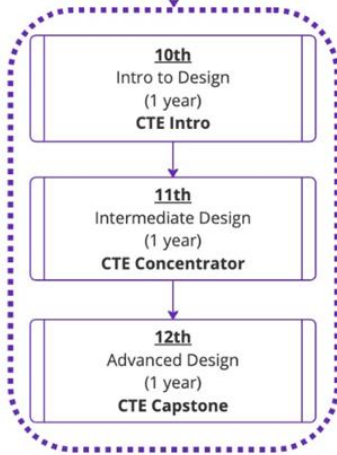 10th
Intro to Design
(1 year)
CTE Intro
11th
Intermediate Design
(1 year)
CTE Concentrator
12th
Advanced Design
(1 year)
CTE Capstone